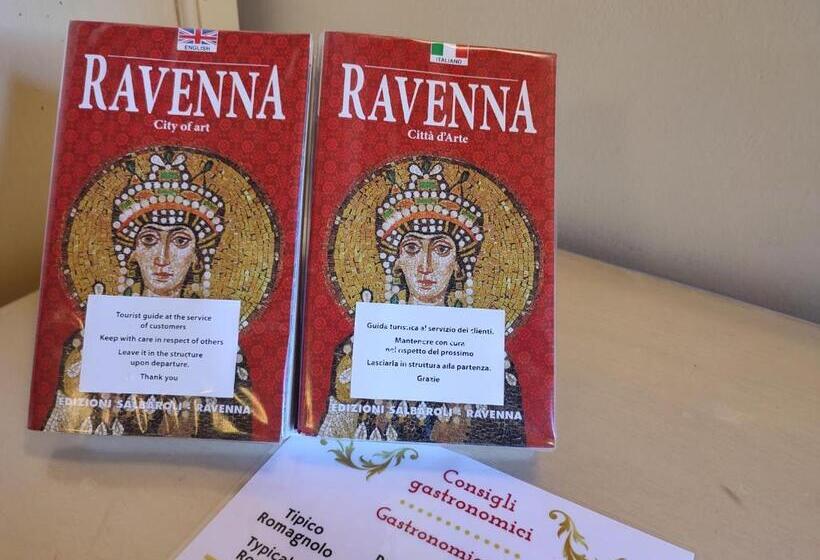 ENGLISH
RAVENNA
City of art
Tourist guide at the service
of customers
Keep with care in respect of others
Leave it in the structure
upon departure.
Thank you
EDIZIONI SALBAROLI - RAVENNA
ITALIANO
RAVENNA
Città d'Arte
Guida turistica al servizio dei clienti.
Mantenere con cura
nel rispetto del prossimo
Lasciarla in struttura alla partenza.
Grazie
EDIZIONI SALBAROLI - RAVENNA
Consigli
gastronomici
Tipico
Romagnolo
Typical